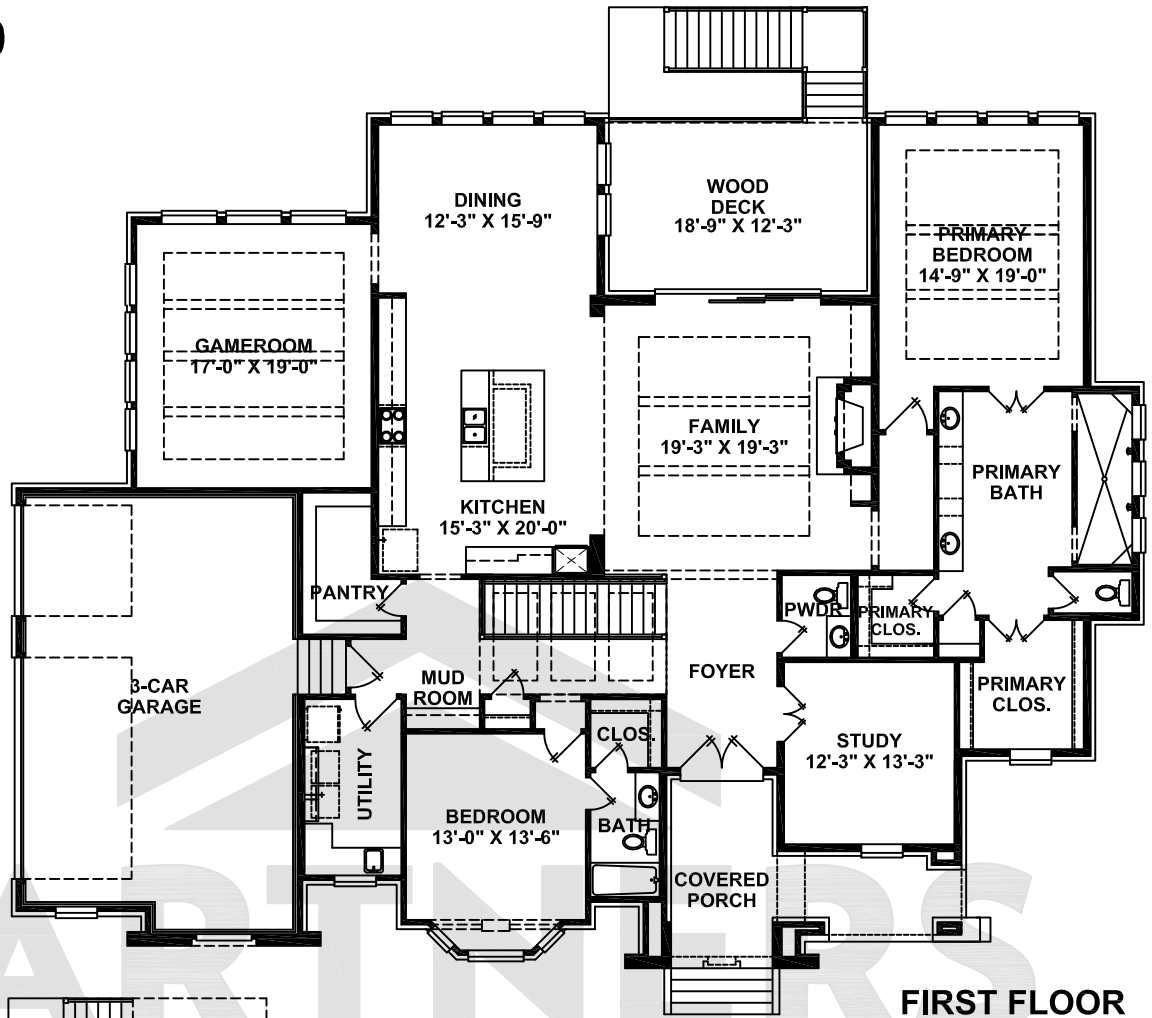 WOOD
DECK
18'-9" X 12'-3"
DINING
12'-3" X 15'-9"
PRIMARY
BEDROOM
14'-9" X 19'-0"
GAMEROOM
17'-0" X 19'-0"
FAMILY
19'-3" X 19'-3"
PRIMARY
BATH
KITCHEN
15'-3" X 20'-0"
PANTRY
PWDR
PRIMARY
CLOS.
FOYER
MUD
ROOM
3-CAR
GARAGE
PRIMARY
CLOS.
CLOS.
STUDY
12'-3" X 13'-3"
UTILITY
BEDROOM
13'-0" X 13'-6"
BATH
COVERED
PORCH
ARTNERS
FIRST FLOOR